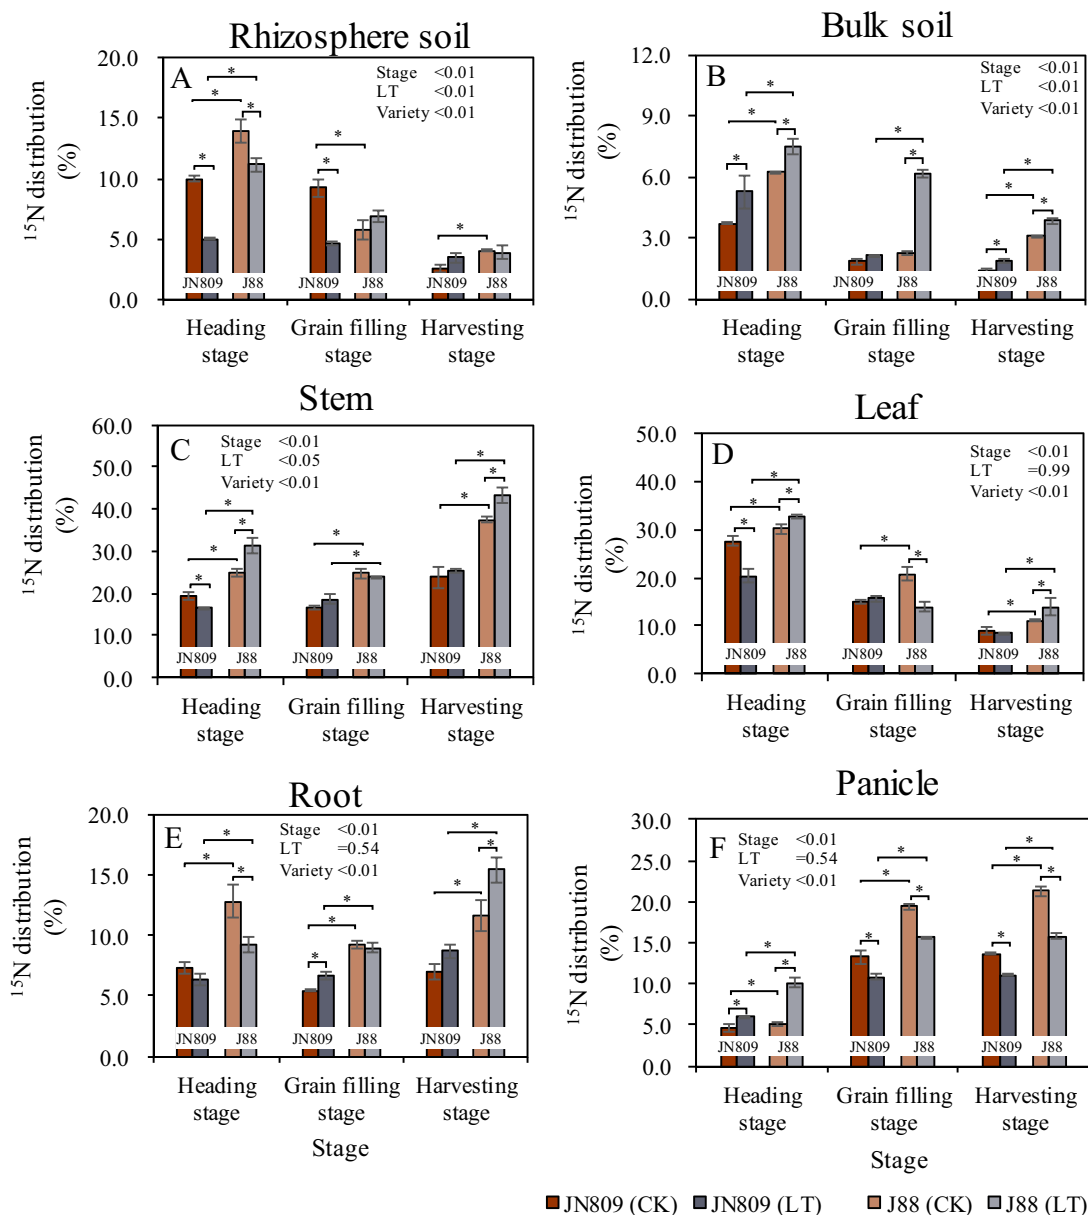 Rhizosphere soil
A
Stage <0.01
LT <0.01
Variety <0.01
* * * *
* *
*
20.0
15.0
10.0
5.0
0.0
15N distribution
(%)
JN809 J88 JN809 J88 JN809 J88
Heading stage
Grain filling stage
Harvesting stage
Bulk soil
B
Stage <0.01
LT <0.01
Variety <0.01
* * * *
* *
* * * *
12.0
9.0
6.0
3.0
0.0
15N distribution
(%)
JN809 J88 JN809 J88 JN809 J88
Heading stage
Grain filling stage
Harvesting stage
Stem
C
Stage <0.01
LT <0.05
Variety <0.01
* * * *
* *
* * *
60.0
50.0
40.0
30.0
20.0
10.0
0.0
15N distribution
(%)
JN809 J88 JN809 J88 JN809 J88
Heading stage
Grain filling stage
Harvesting stage
Leaf
D
Stage <0.01
LT =0.99
Variety <0.01
* * * *
* *
* * *
50.0
40.0
30.0
20.0
10.0
0.0
15N distribution
(%)
JN809 J88 JN809 J88 JN809 J88
Heading stage
Grain filling stage
Harvesting stage
Root
E
Stage <0.01
LT =0.54
Variety <0.01
* * *
* * *
* * *
20.0
15.0
10.0
5.0
0.0
15N distribution
(%)
JN809 J88 JN809 J88 JN809 J88
Heading stage
Grain filling stage
Harvesting stage
Stage
Panicle
F
Stage <0.01
LT =0.54
Variety <0.01
* * * *
* * * *
* * * *
30.0
25.0
20.0
15.0
10.0
5.0
0.0
15N distribution
(%)
JN809 J88 JN809 J88 JN809 J88
Heading stage
Grain filling stage
Harvesting stage
Stage
JN809 (CK) JN809 (LT) J88 (CK) J88 (LT)